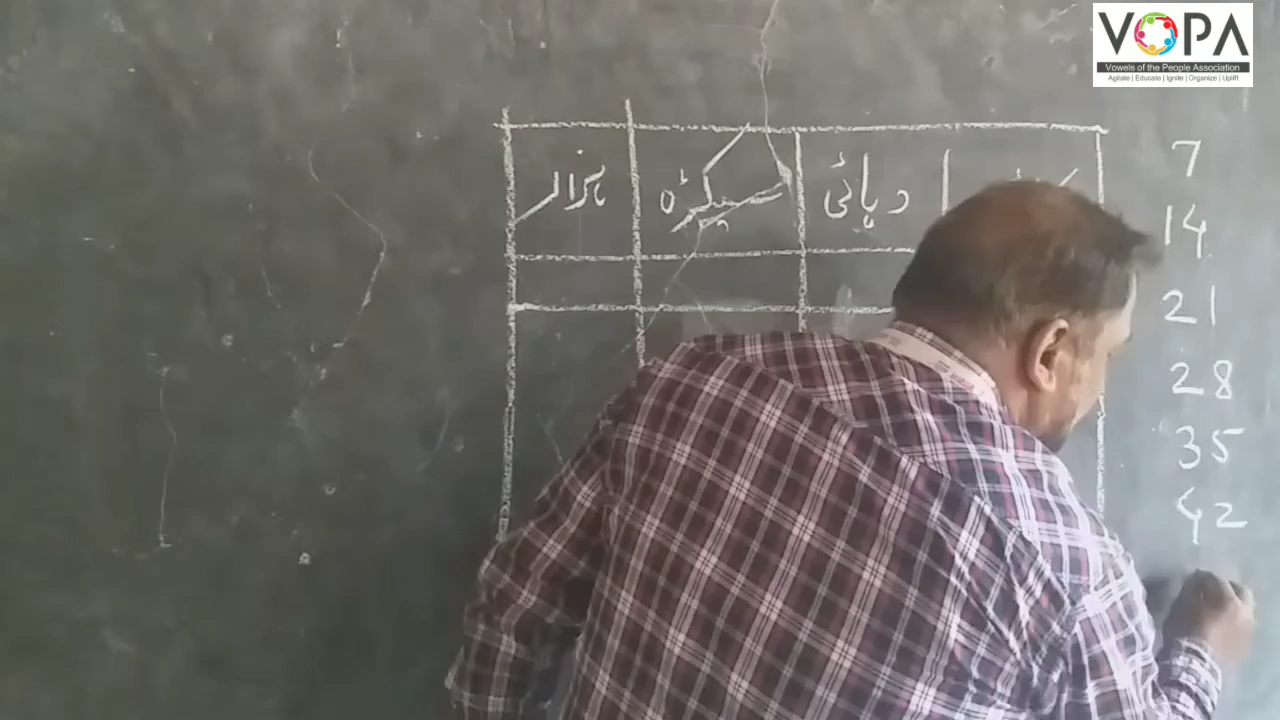 VOPA
Vowels of the People Association
Agitate | Educate | Ignite | Organize | Uplift
دہائی سیکڑہ ہزار
7
14
21
28
35
42